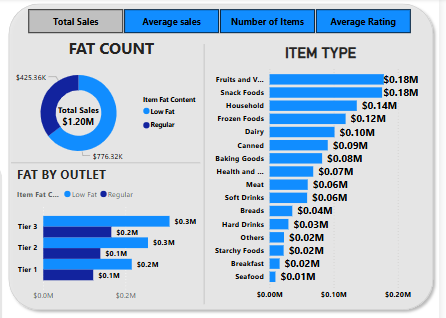 Total Sales Average sales Number of Items Average Rating
FAT COUNT
$425.36K
Total Sales
$1.20M
$776.32K
Item Fat Content
Low Fat
Regular
FAT BY OUTLET
Item Fat C... Low Fat Regular
Tier 3 $0.3M
$0.2M
Tier 2 $0.3M
$0.1M
Tier 1 $0.2M
$0.1M
$0.0M $0.2M
ITEM TYPE
Fruits and V... $0.18M
Snack Foods $0.18M
Household $0.14M
Frozen Foods $0.12M
Dairy $0.10M
Canned $0.09M
Baking Goods $0.08M
Health and ... $0.07M
Meat $0.06M
Soft Drinks $0.06M
Breads $0.04M
Hard Drinks $0.03M
Others $0.02M
Starchy Foods $0.02M
Breakfast $0.02M
Seafood $0.01M
$0.00M $0.10M $0.20M